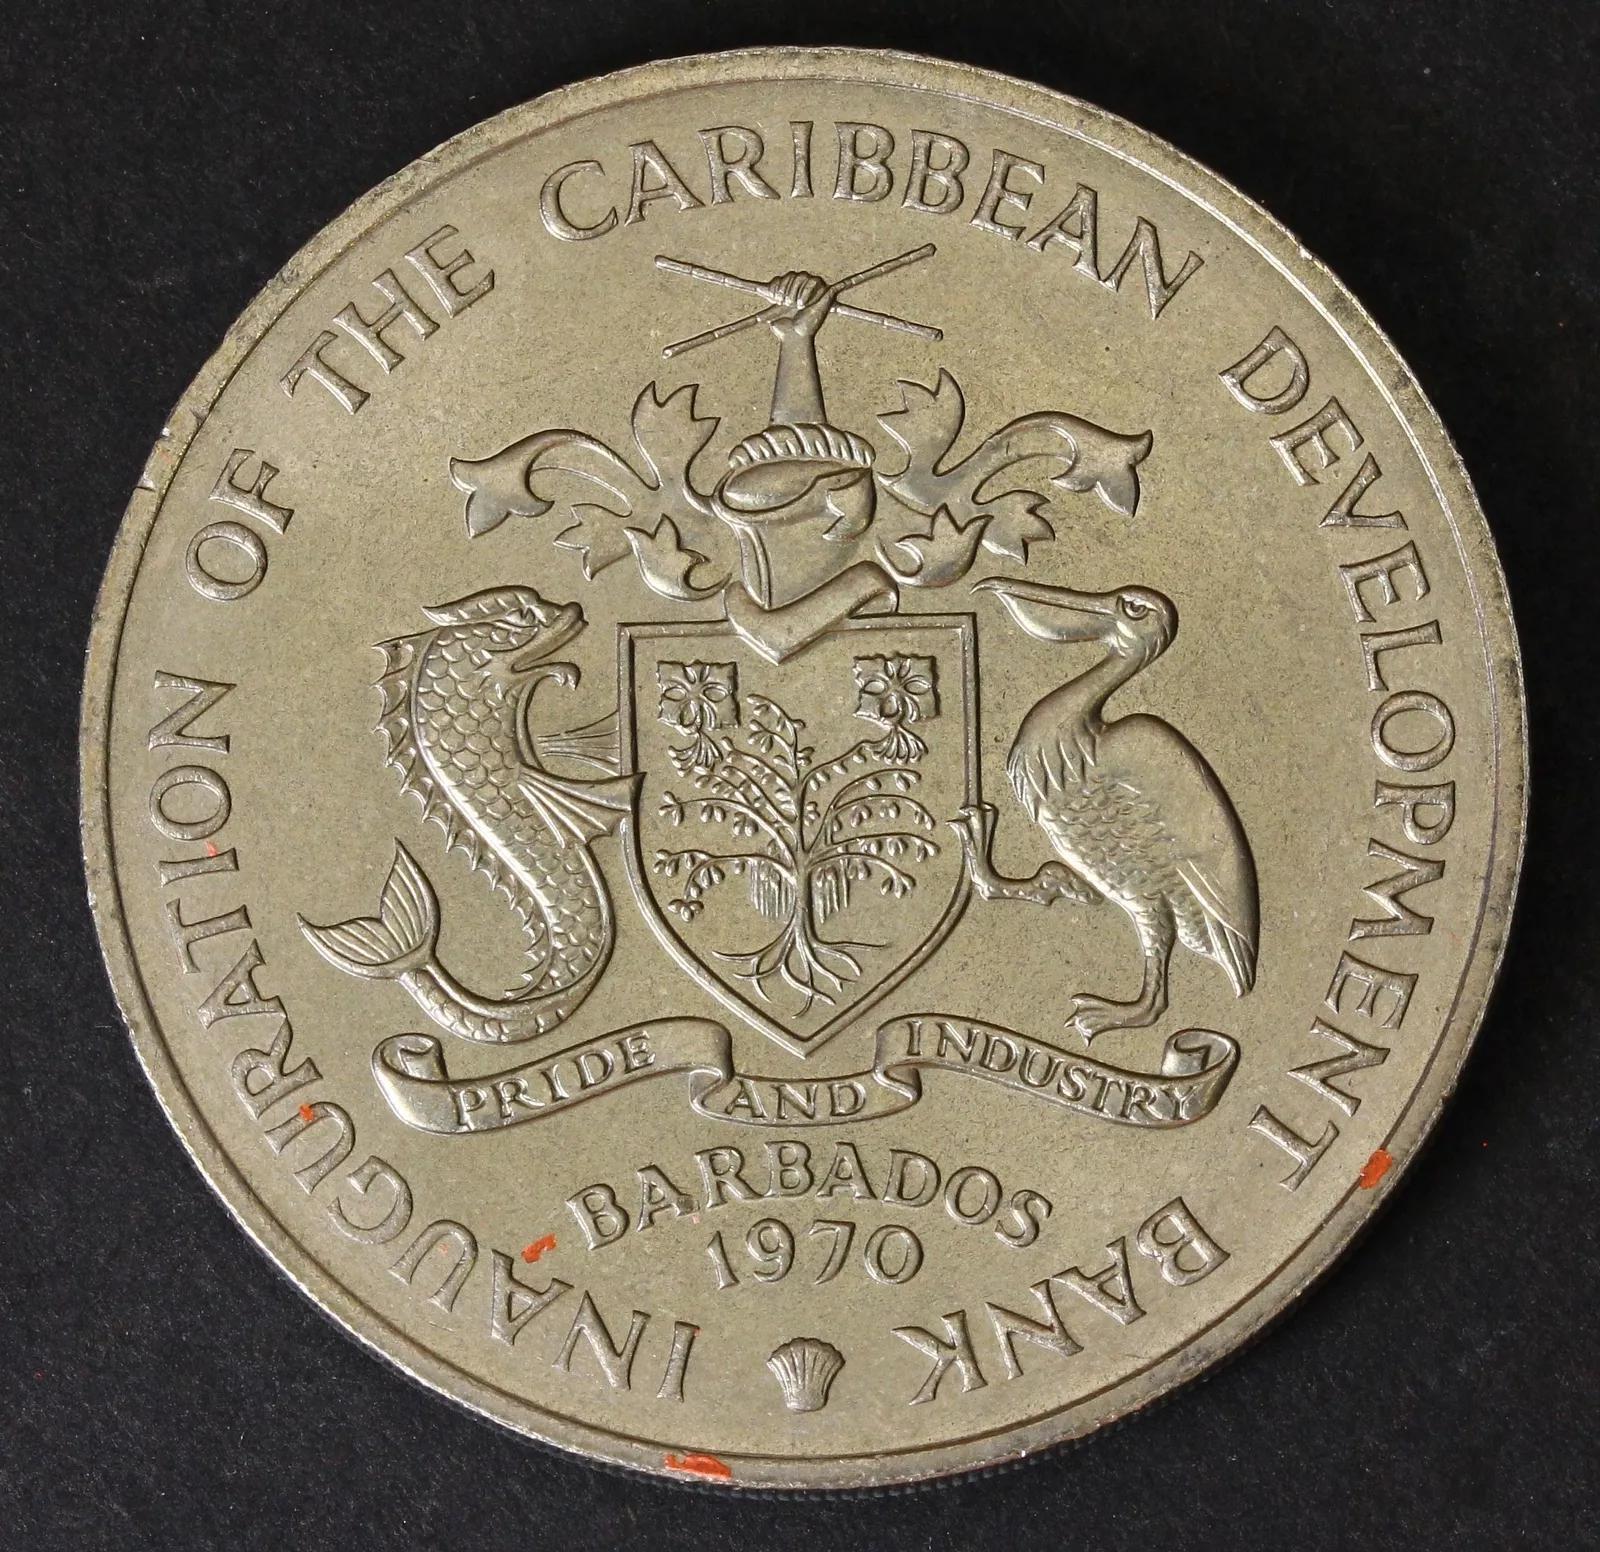 INAUGURATION OF THE CARIBBEAN DEVELOPMENT BANK
PRIDE AND INDUSTRY
BARBADOS
1970